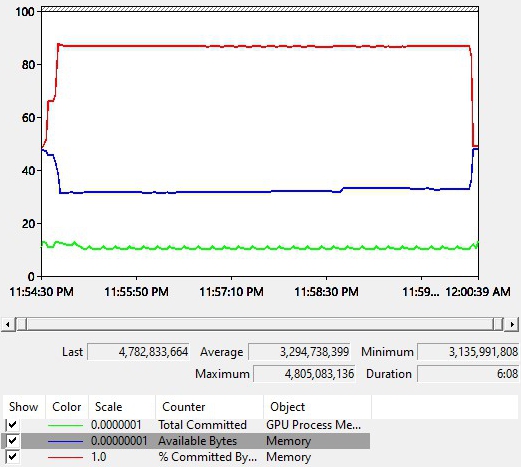 100
80
60
40
20
0
11:54:30 PM 11:55:50 PM 11:57:10 PM 11:58:30 PM 11:59... 12:00:39 AM
Last 4,782,833,664 Average 3,294,738,399 Minimum 3,135,991,808
Maximum 4,805,083,136 Duration 6:08
Show Color Scale Counter Object
0.0000001 Total Committed GPU Process Me...
0.00000001 Available Bytes Memory
1.0 % Committed By... Memory